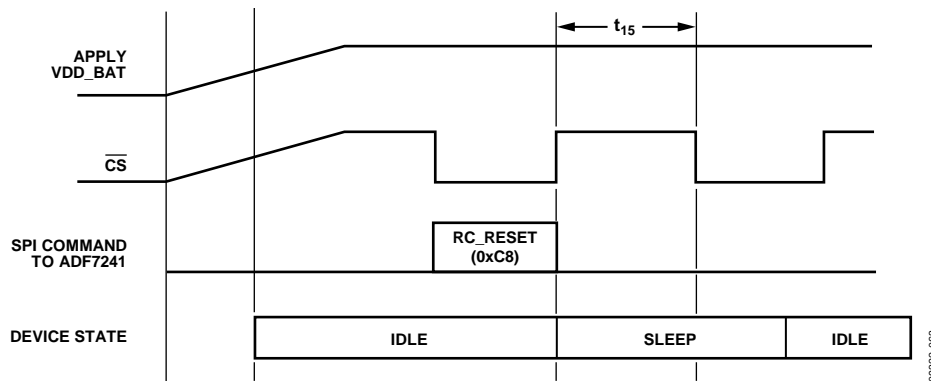 t15
APPLY
VDD_BAT
CS
SPI COMMAND
TO ADF7241
RC_RESET
(0xC8)
DEVICE STATE
IDLE
SLEEP
IDLE